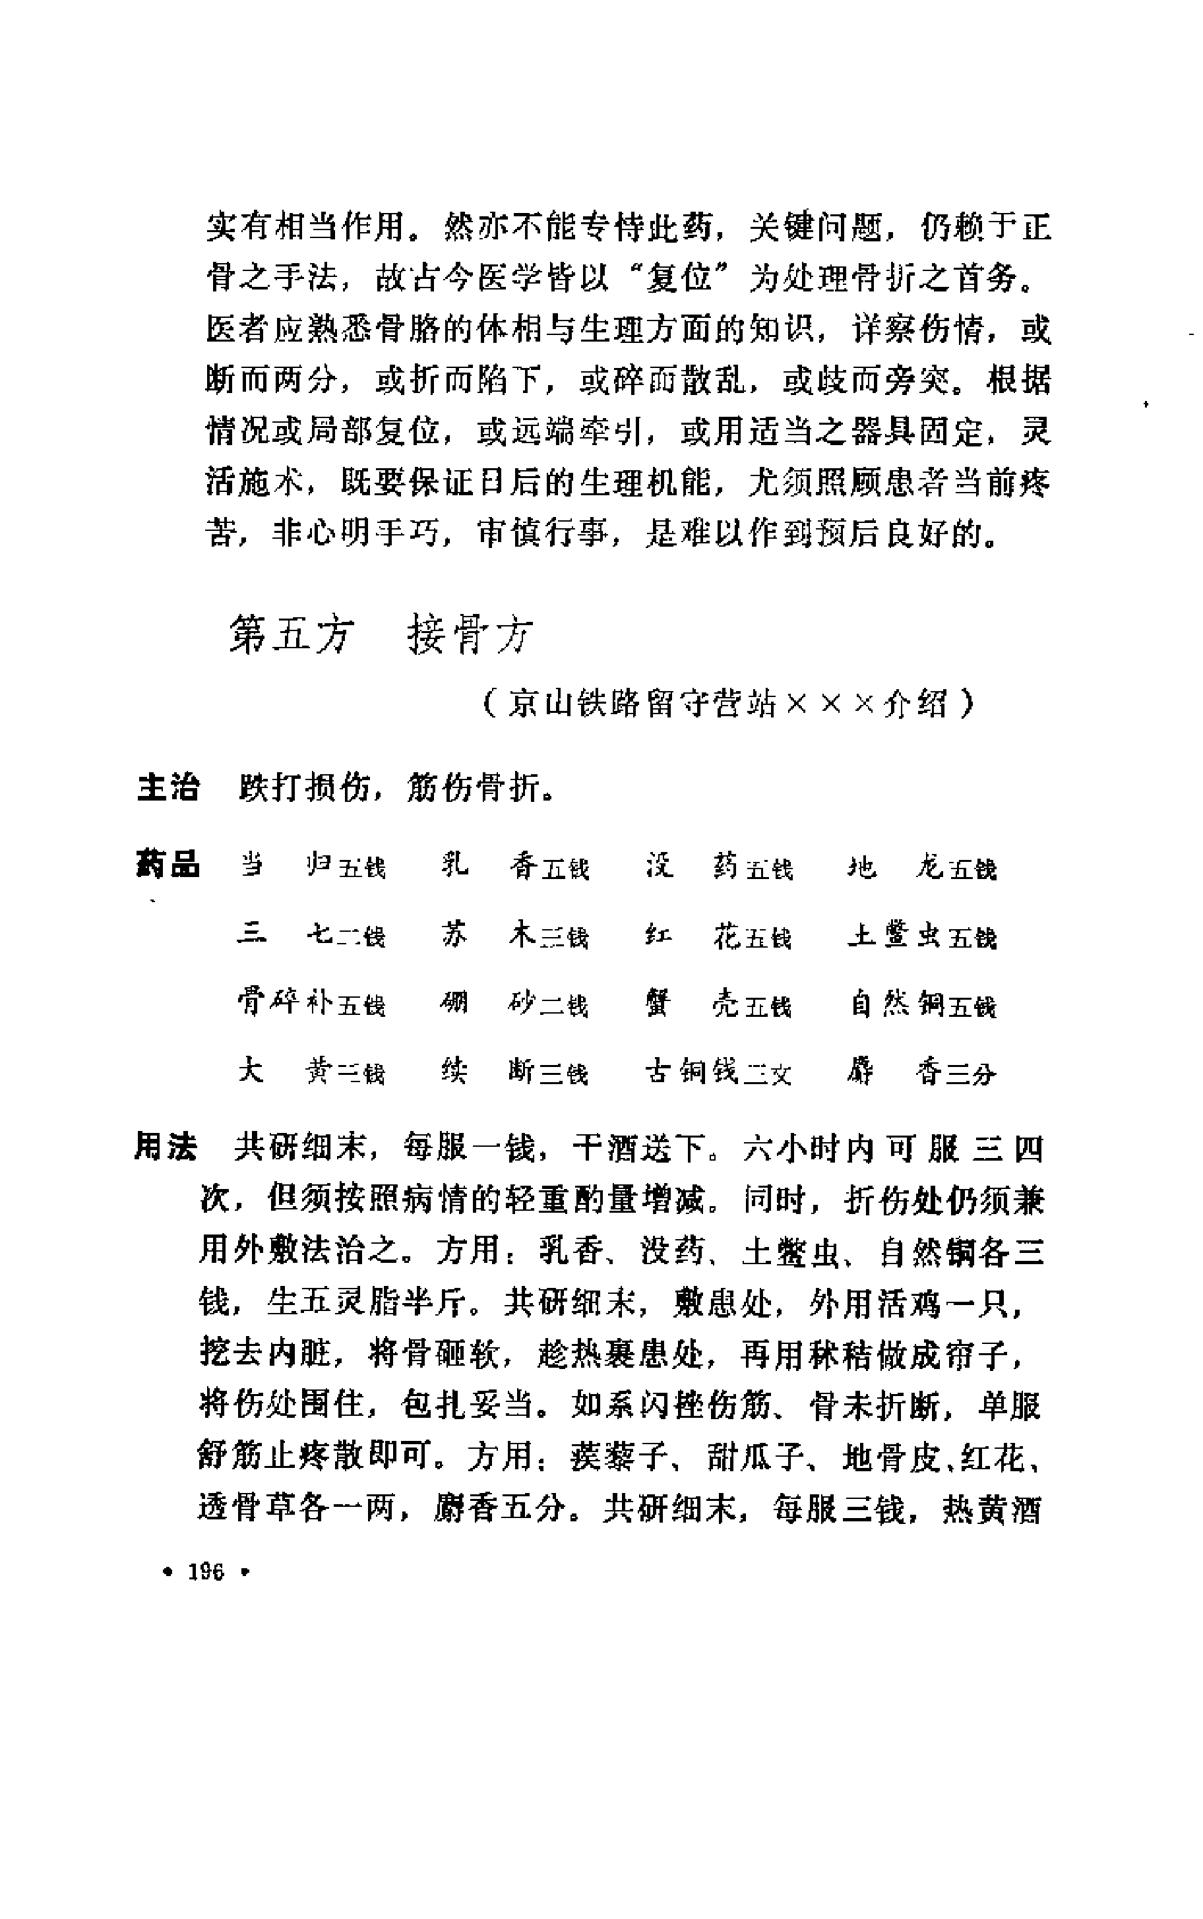 实有相当作用。然亦不能专恃此药，关键问题，仍赖于正
骨之手法，故古今医学皆以“复位”为处理骨折之首务。
医者应熟悉骨胳的体相与生理方面的知识，详察伤情，或
断而两分，或折而陷下，或碎而散乱，或歧而旁突。根据
情况或局部复位，或远端牵引，或用适当之器具固定，灵
活施术，既要保证日后的生理机能，尤须照顾患者当前疼
苦，非心明手巧，审慎行事，是难以作到预后良好的。
第五方　接骨方
（京山铁路留守营站×××介绍）
主治　跌打损伤，筋伤骨折。
药品　当　归五钱　乳　香五钱　没　药五钱　地　龙五钱
三　七二钱　苏　木三钱　红　花五钱　土鳖虫五钱
骨碎补五钱　硼　砂二钱　蟹　壳五钱　自然铜五钱
大　黄三钱　续　断三钱　古铜钱三文　麝　香三分
用法　共研细末，每服一钱，干酒送下。六小时内可服三四
次，但须按照病情的轻重酌量增减。同时，折伤处仍须兼
用外敷法治之。方用：乳香、没药、土鳖虫、自然铜各三
钱，生五灵脂半斤。共研细末，敷患处，外用活鸡一只，
挖去内脏，将骨砸软，趁热裹患处，再用秫秸做成帘子，
将伤处围住，包扎妥当。如系闪挫伤筋、骨未折断，单服
舒筋止疼散即可。方用：蒺藜子、甜瓜子、地骨皮、红花、
透骨草各一两，麝香五分。共研细末，每服三钱，热黄酒
• 196 •